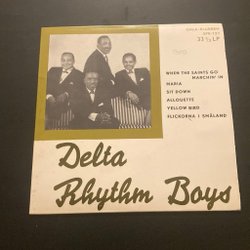 33⅓ LP
WHEN THE SAINTS GO
MARCHIN' IN
MARIA
SIT DOWN
ALLOUETTE
YELLOW BIRD
FLICKORNA I SMÅLAND
Delta
Rhythm Boys